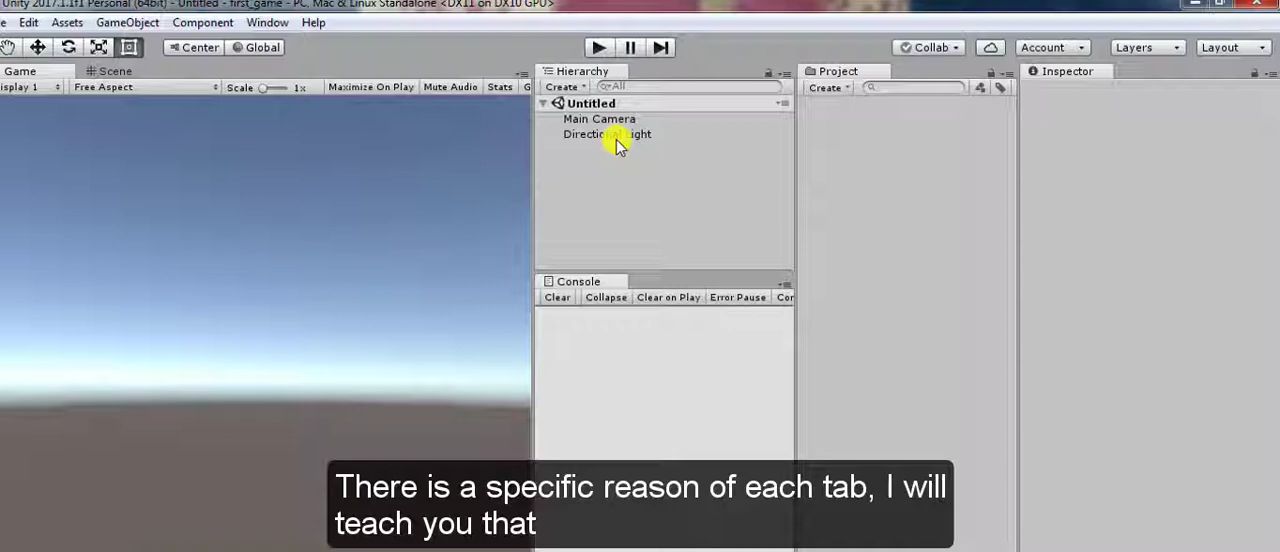 Unity 2017.1.1f1 Personal (64bit) - Untitled - first_game - PC, Mac & Linux Standalone <DX11 on DX10 GPU>
Edit Assets GameObject Component Window Help
Center Global Collab Account Layers Layout
Game Scene Hierarchy Project Inspector
isplay 1 Free Aspect Scale 1x Maximize On Play Mute Audio Stats G Create All Create
Untitled
Main Camera
Directional Light
Console
Clear Collapse Clear on Play Error Pause Cor
There is a specific reason of each tab, I will
teach you that